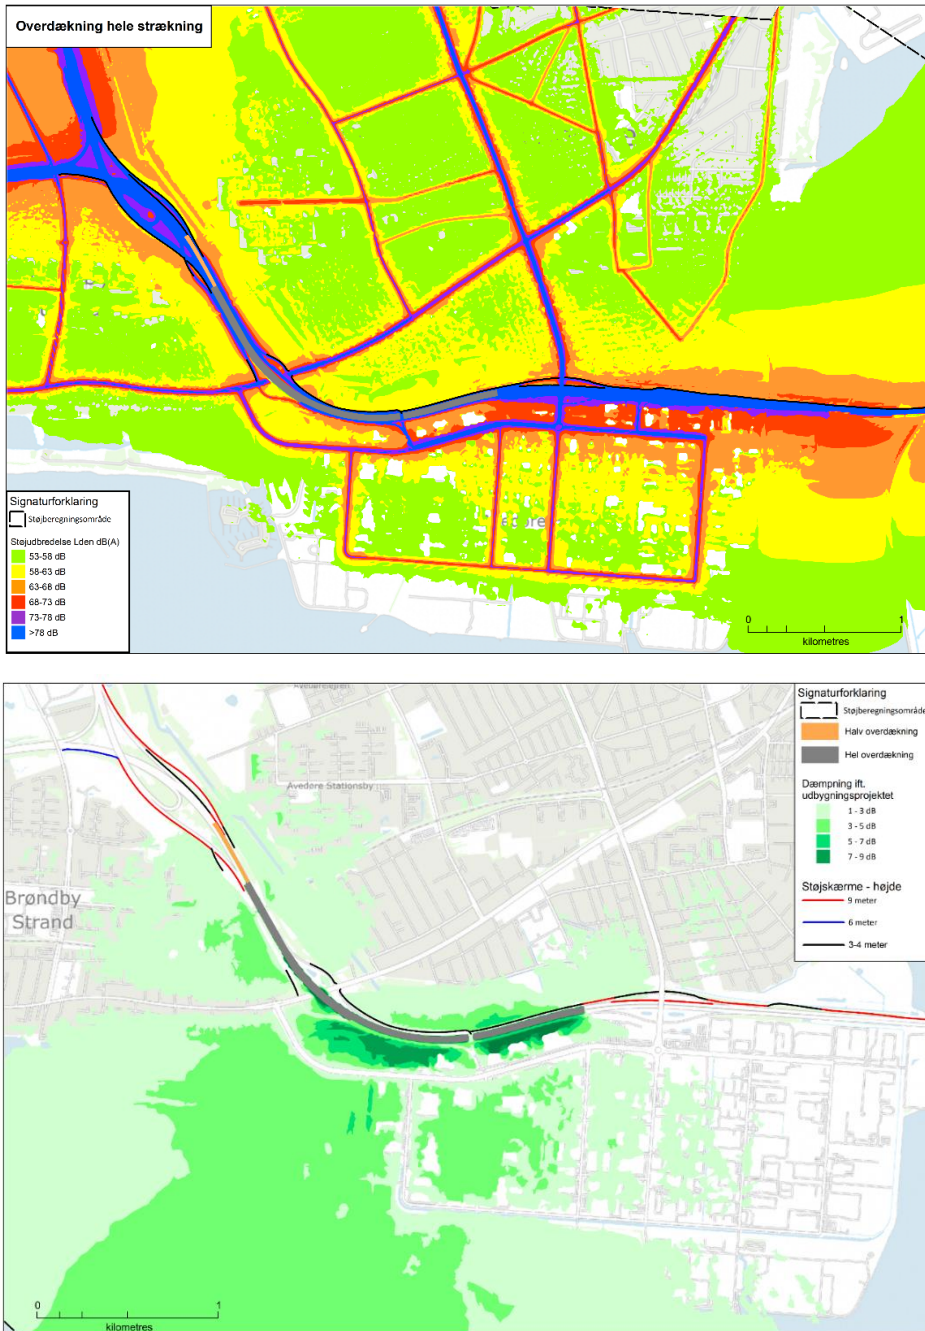 Overdækning hele strækning
Signaturforklaring
Støjberegningsområde
Støjudbredelse Lden dB(A)
53-58 dB
58-63 dB
63-68 dB
68-73 dB
73-78 dB
>78 dB
0
1
kilometres
Signaturforklaring
Støjberegningsområde
Halv overdækning
Hel overdækning
Dæmpning ift.
udbygningsprojektet
1 - 3 dB
3 - 5 dB
5 - 7 dB
7 - 9 dB
Støjskærme - højde
9 meter
6 meter
3-4 meter
Avedøre Stationsby
Brøndby
Strand
0
1
kilometres